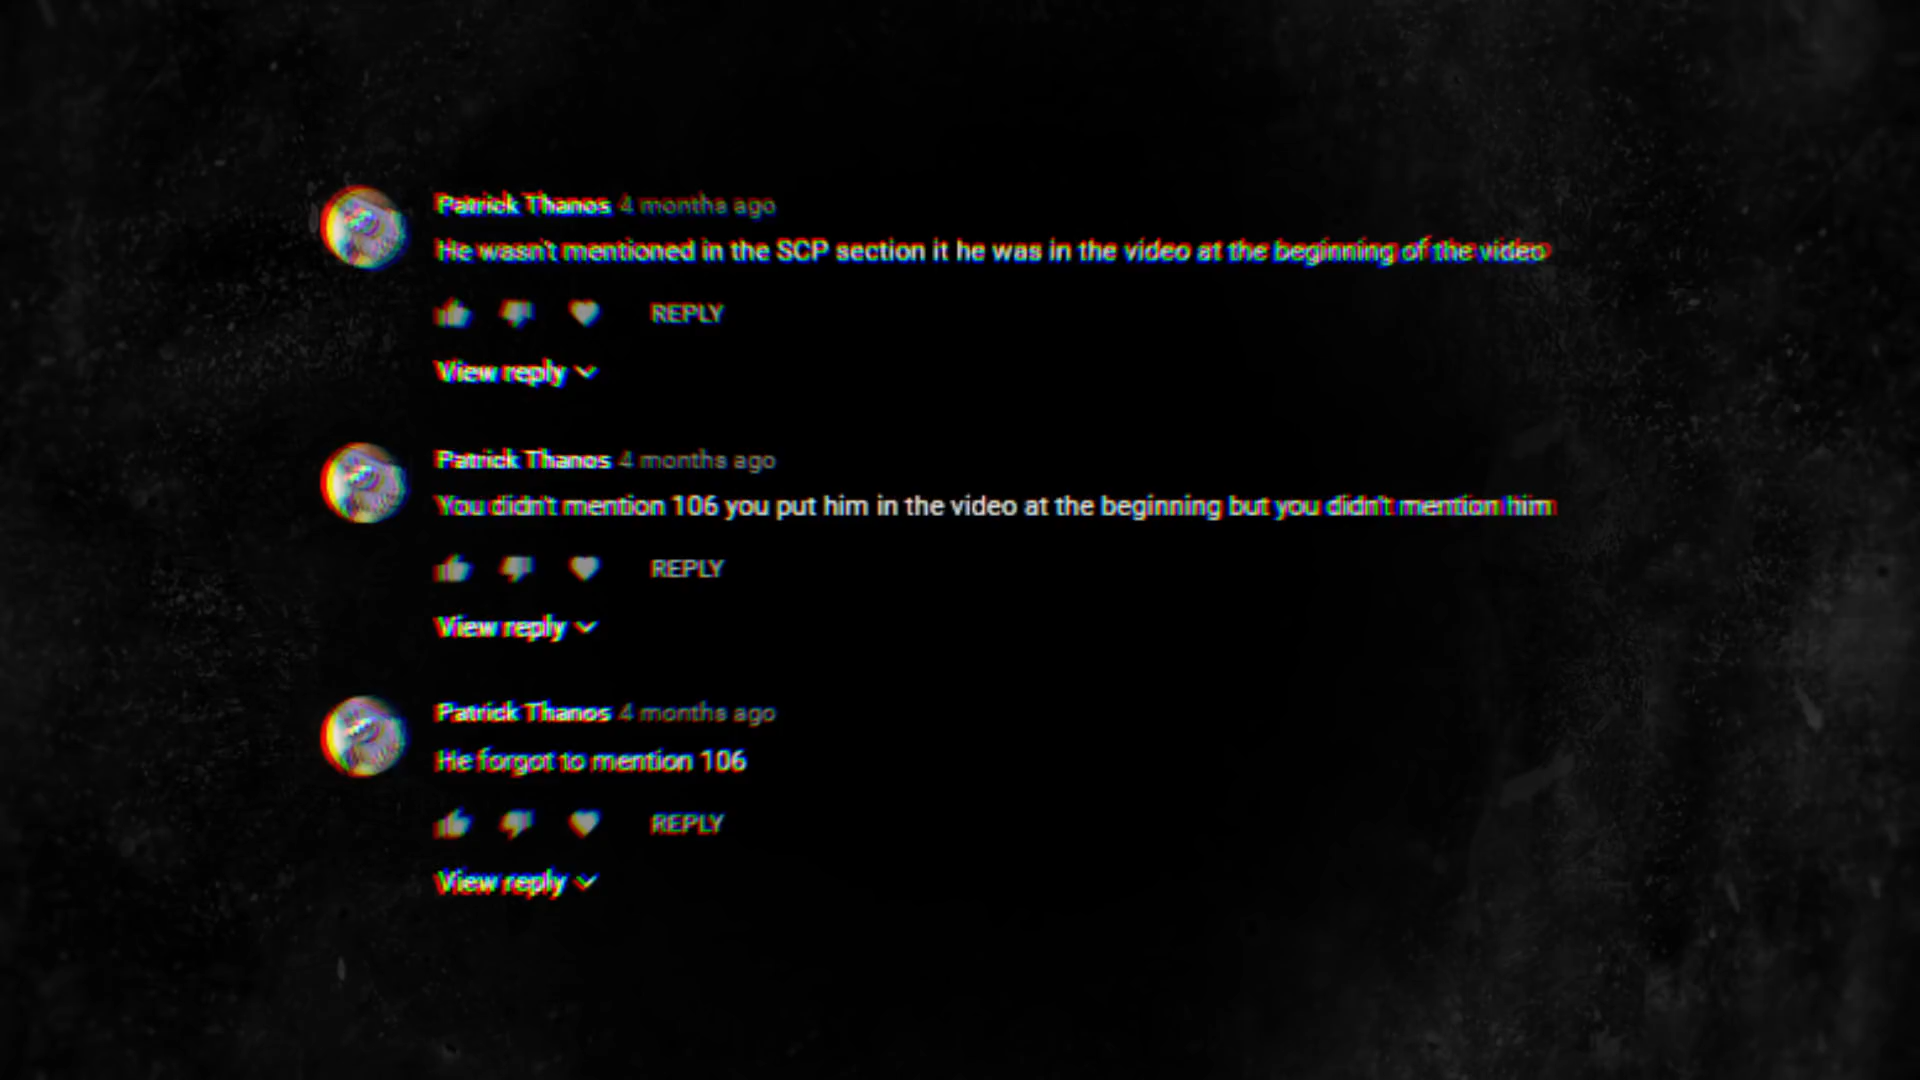 Patrick Thanos 4 months ago
He wasn't mentioned in the SCP section it he was in the video at the beginning of the video
REPLY
View reply
Patrick Thanos 4 months ago
You didn't mention 106 you put him in the video at the beginning but you didn't mention him
REPLY
View reply
Patrick Thanos 4 months ago
He forgot to mention 106
REPLY
View reply